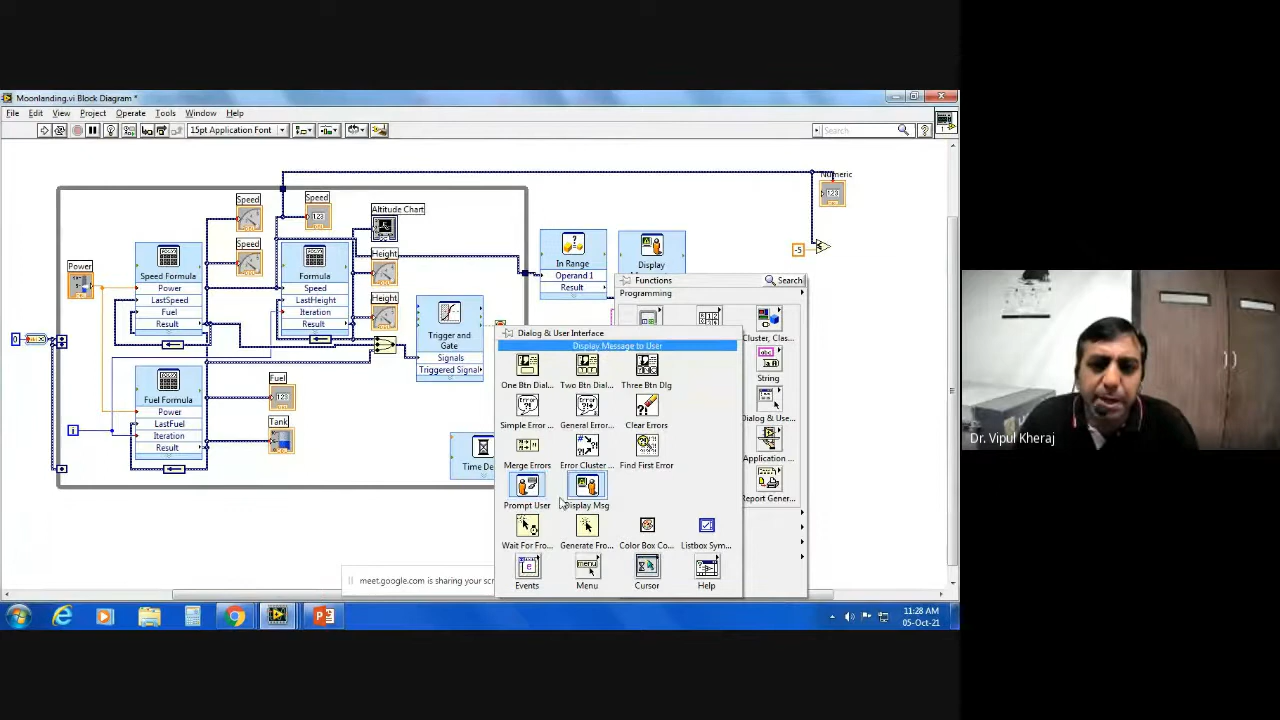 Moonlanding.vi Block Diagram *
File Edit View Project Operate Tools Window Help
15pt Application Font
Search
Numeric
Speed
Speed
Altitude Chart
Speed
Height
Power
Speed Formula
Power
LastSpeed
Fuel
Result
Formula
Speed
LastHeight
Iteration
Result
Height
Trigger and
Gate
Signals
Triggered Signal
In Range
Operand 1
Result
Display
-5
0
i
Fuel Formula
Power
LastFuel
Iteration
Result
Fuel
123
Tank
Time De
Functions
Search
Programming
Cluster, Clas...
String
Dialog & Use...
Application ...
Report Gener...
Dialog & User Interface
Display Message to User
One Btn Dial... Two Btn Dial... Three Btn Dlg
Simple Error ... General Error... Clear Errors
Merge Errors Error Cluster ... Find First Error
Prompt User Display Msg
Wait For Fro... Generate Fro... Color Box Co... Listbox Sym...
Events Menu Cursor Help
meet.google.com is sharing your scr
11:28 AM
05-Oct-21
Dr. Vipul Kheraj